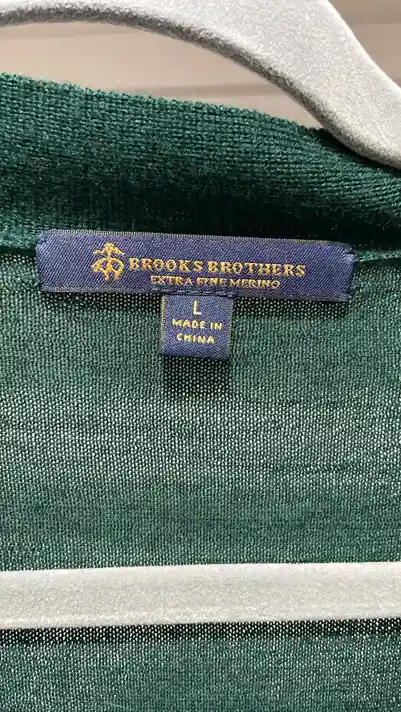 BROOKS BROTHERS
EXTRA FINE MERINO
L
MADE IN
CHINA